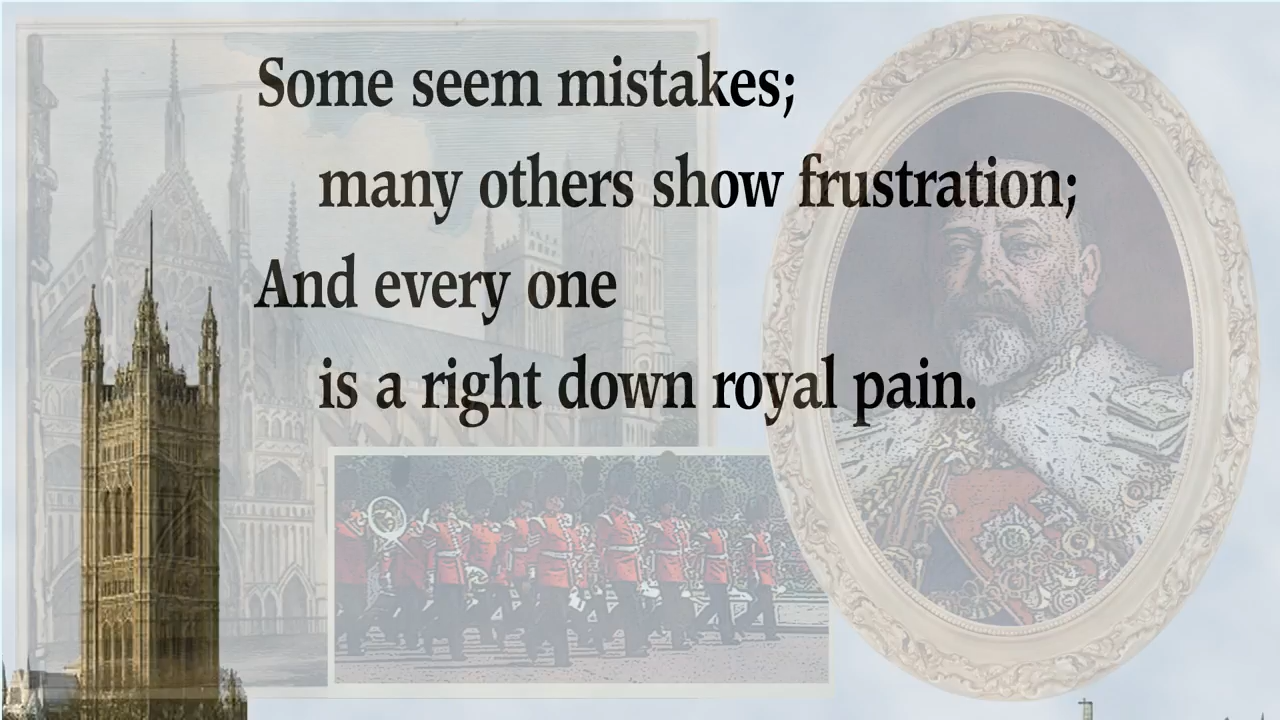 Some seem mistakes;
many others show frustration;
And every one
is a right down royal pain.